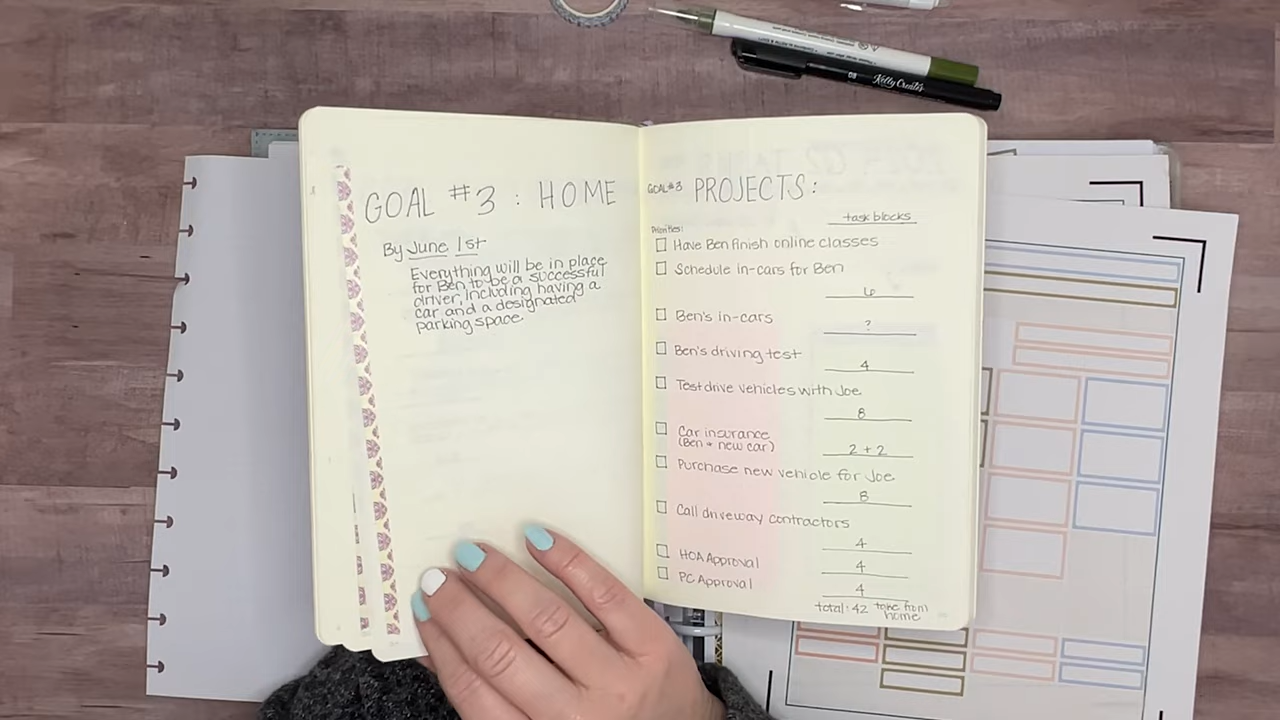 Kelly Creates
GOAL #3 : HOME
By June 1st
Everything will be in place
for Ben to be a successful
driver, including having a
car and a designated
parking space
GOAL #3 PROJECTS:
task blocks
Priorities:
Have Ben finish online classes
Schedule in-cars for Ben
6
Ben's in-cars
?
Ben's driving test
4
Test drive vehicles with Joe
8
Car insurance
(Ben + new car)
2 + 2
Purchase new vehicle for Joe
8
Call driveway contractors
4
HOA Approval
4
PC Approval
4
total: 42 take from
home